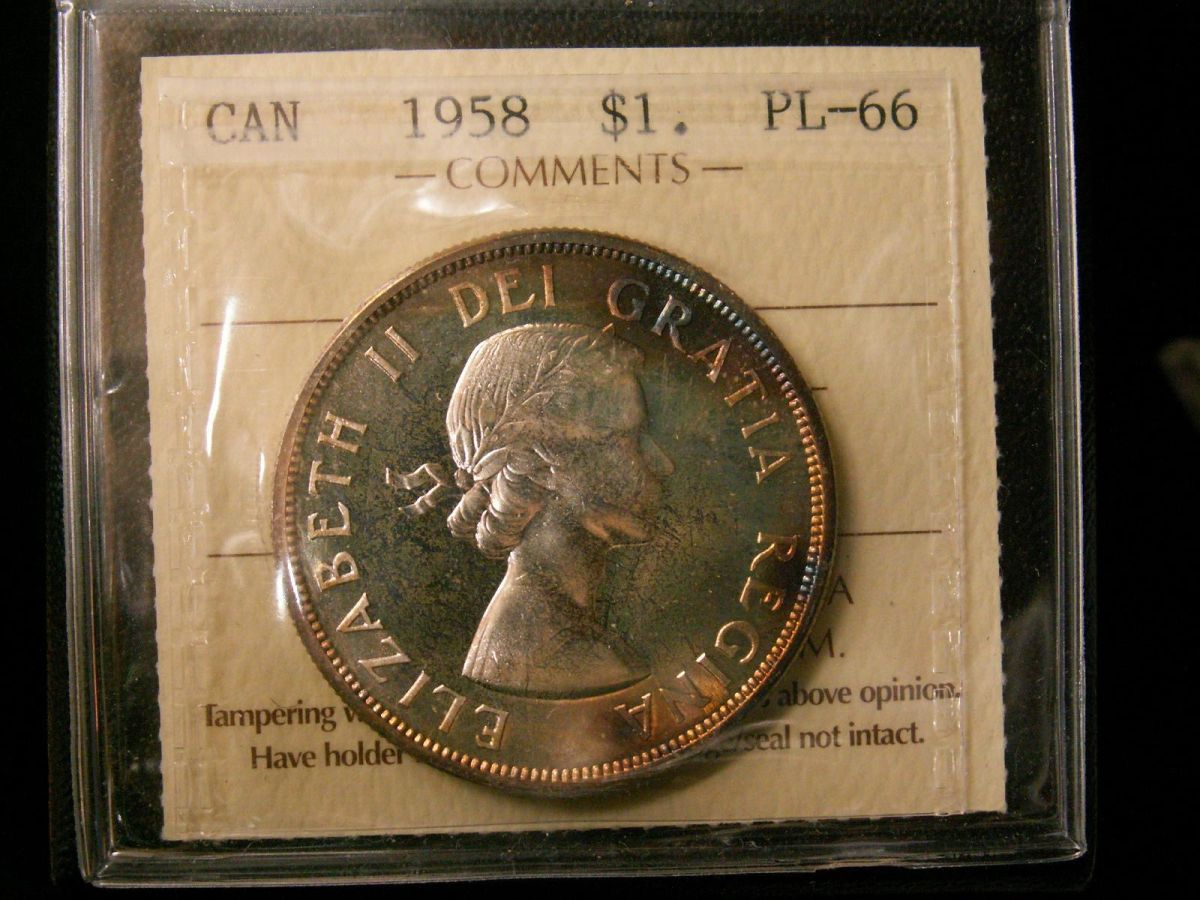 CAN 1958 $1. PL-66
— COMMENTS —
ELIZABETH II DEI GRATIA REGINA
A
M.
Tampering above opinion.
Have holder /seal not intact.